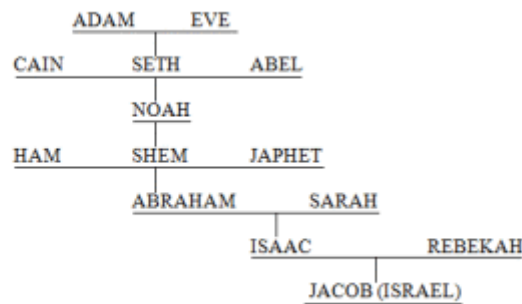 ADAM EVE
CAIN SETH ABEL
NOAH
HAM SHEM JAPHET
ABRAHAM SARAH
ISAAC REBEKAH
JACOB (ISRAEL)